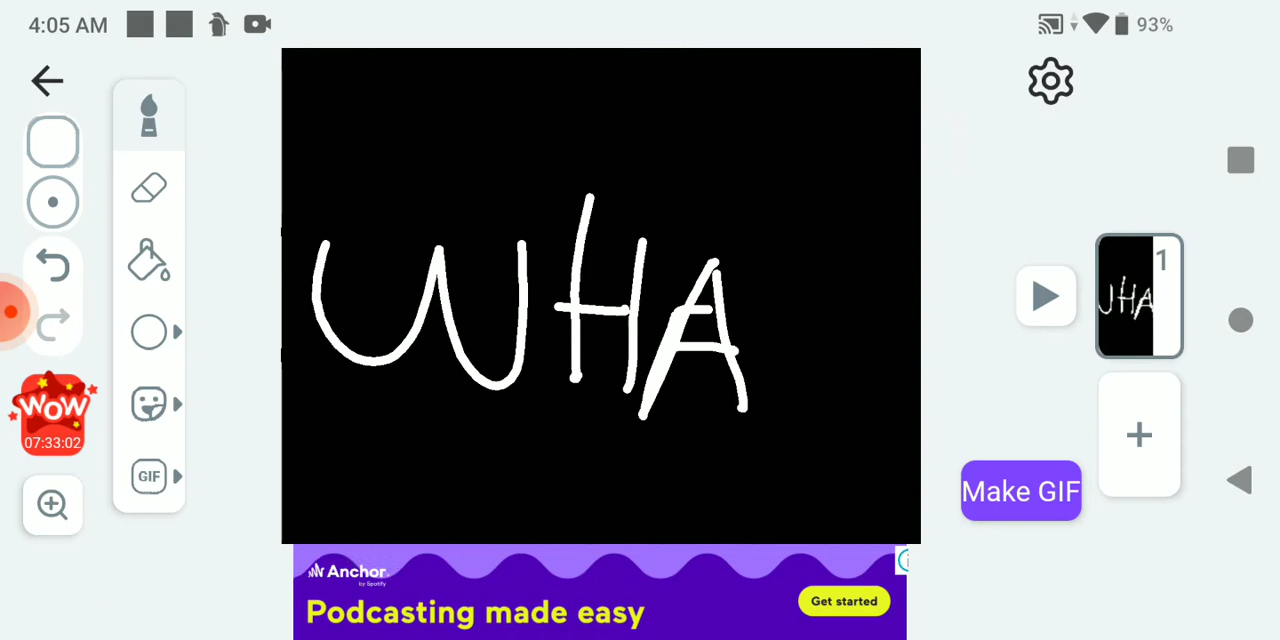 4:05 AM
93%
WHA
1
JHA
WOW
07:33:02
GIF
+
Make GIF
Anchor
by Spotify
Podcasting made easy
Get started